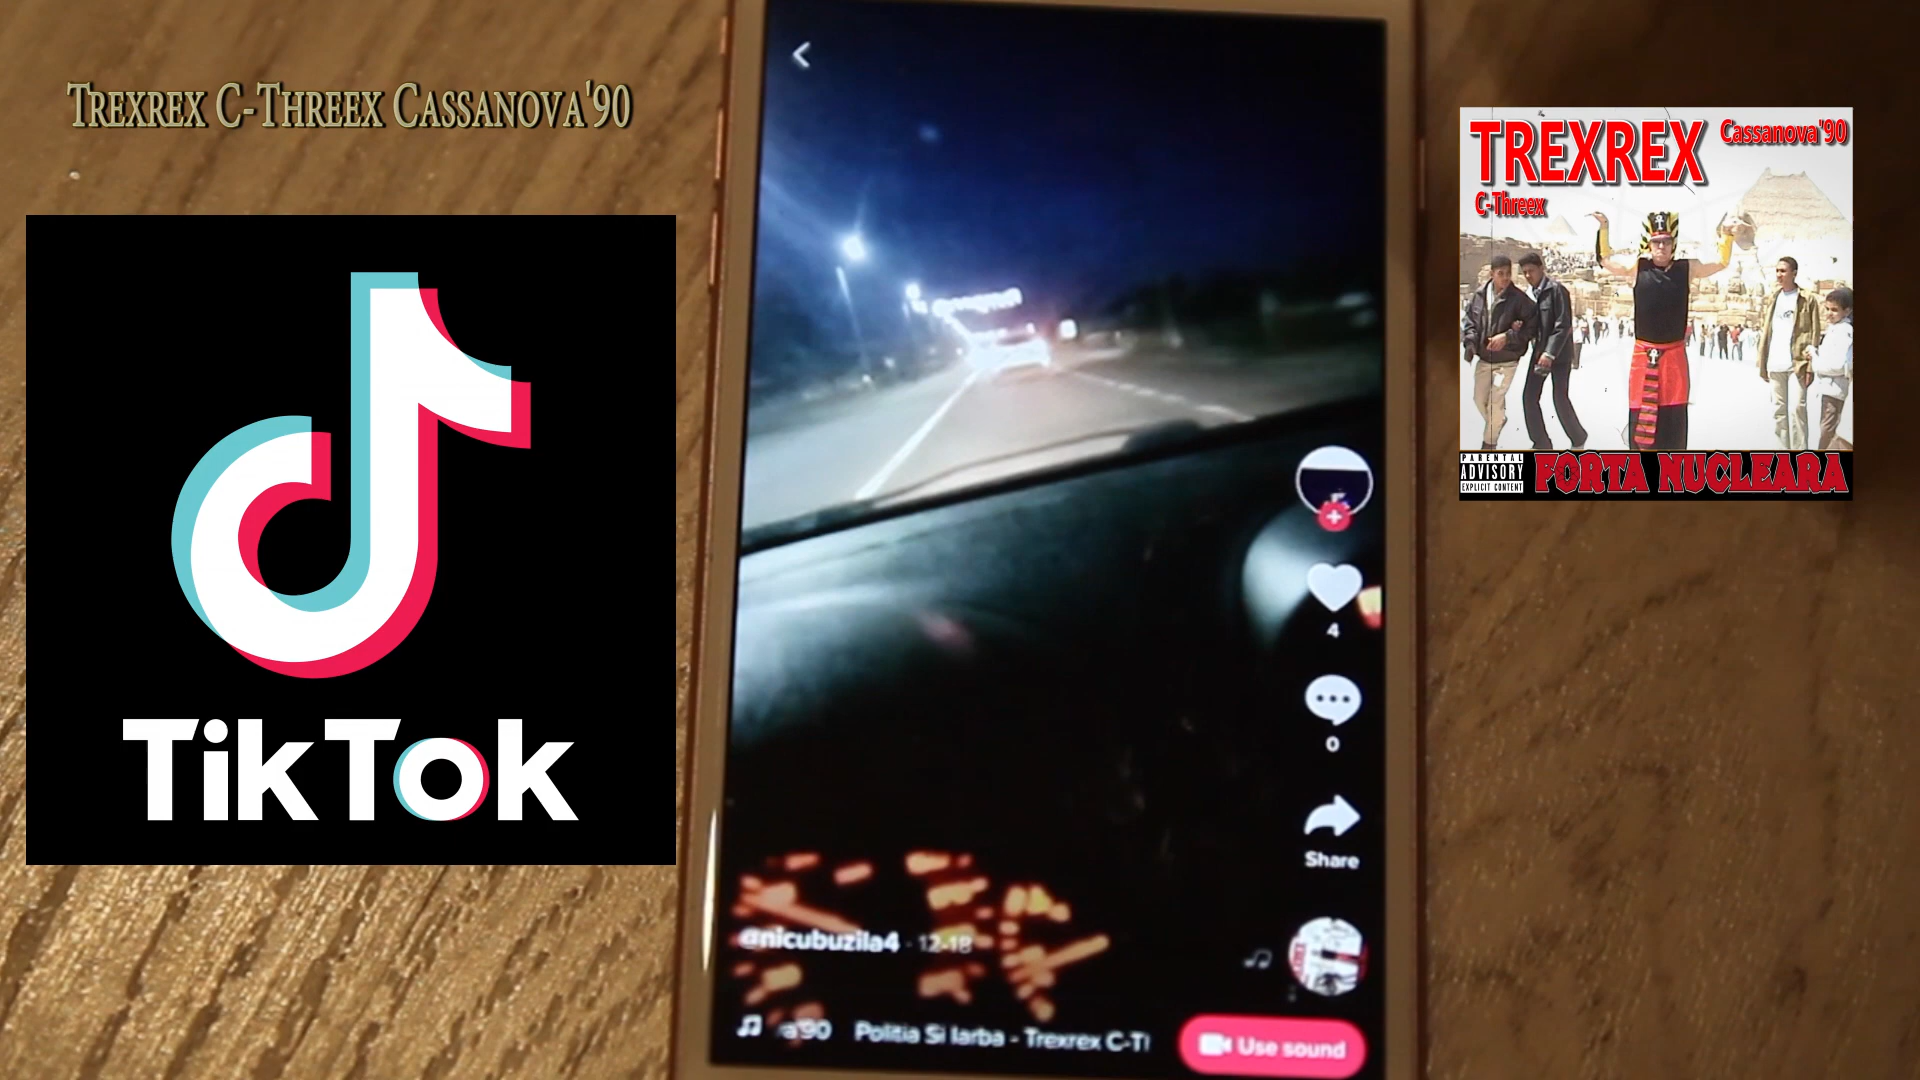 Trexrex C-Threex Cassanova'90
TikTok
4
0
Share
@nicubuzila4 · 12-18
a'90 Politia Si Iarba - Trexrex C-T
Use sound
TREXREX
Cassanova'90
C-Threex
PARENTAL
ADVISORY
EXPLICIT CONTENT
FORTA NUCLEARA